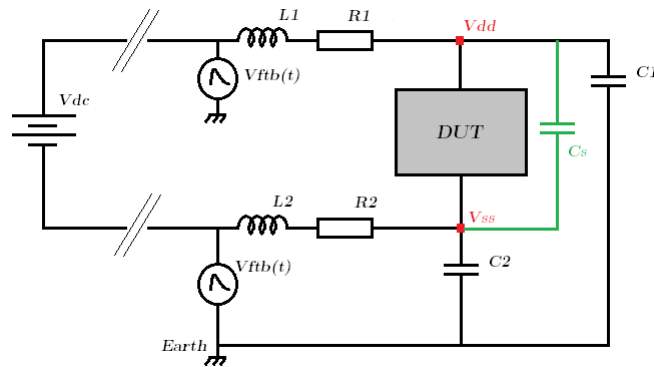 L1 R1 Vdd
Vftb(t) C1
Vdc
DUT Cs
L2 R2 Vss
Vftb(t) C2
Earth